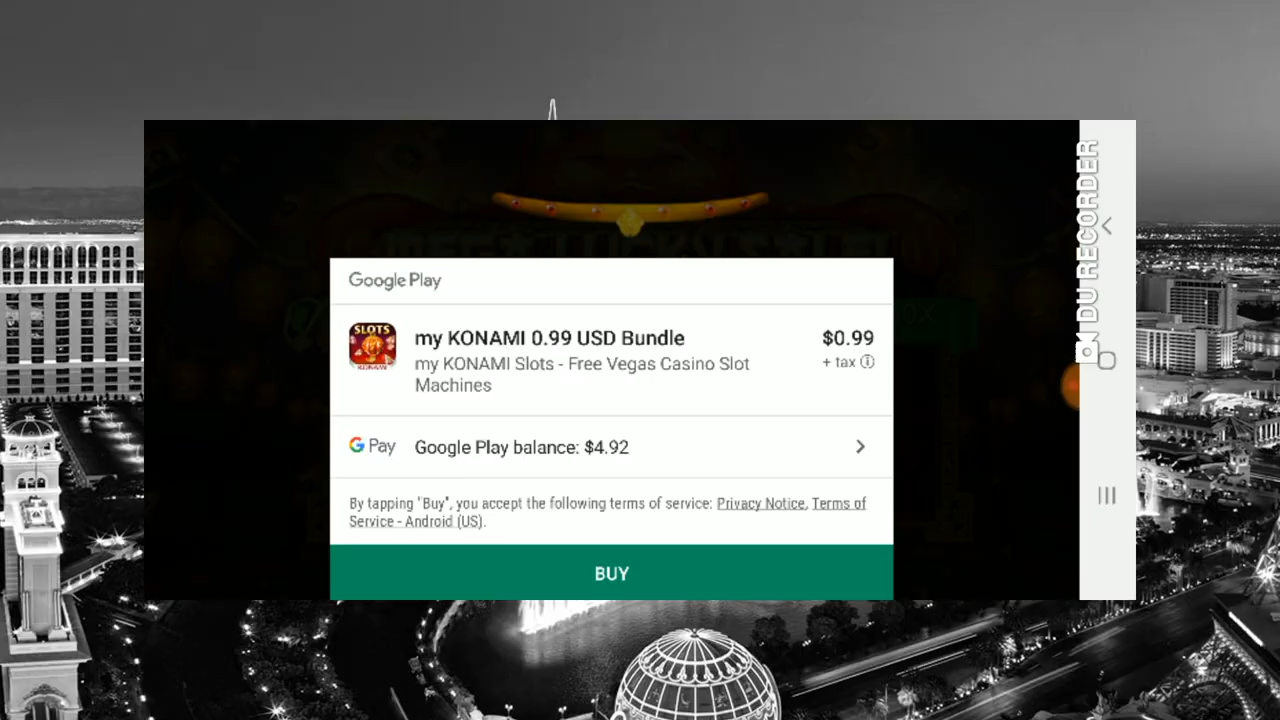 Google Play
SLOTS
KONAMI
my KONAMI 0.99 USD Bundle
$0.99
my KONAMI Slots - Free Vegas Casino Slot
Machines
+ tax
G Pay
Google Play balance: $4.92
By tapping "Buy", you accept the following terms of service: Privacy Notice, Terms of
Service - Android (US).
BUY
DU RECORDER